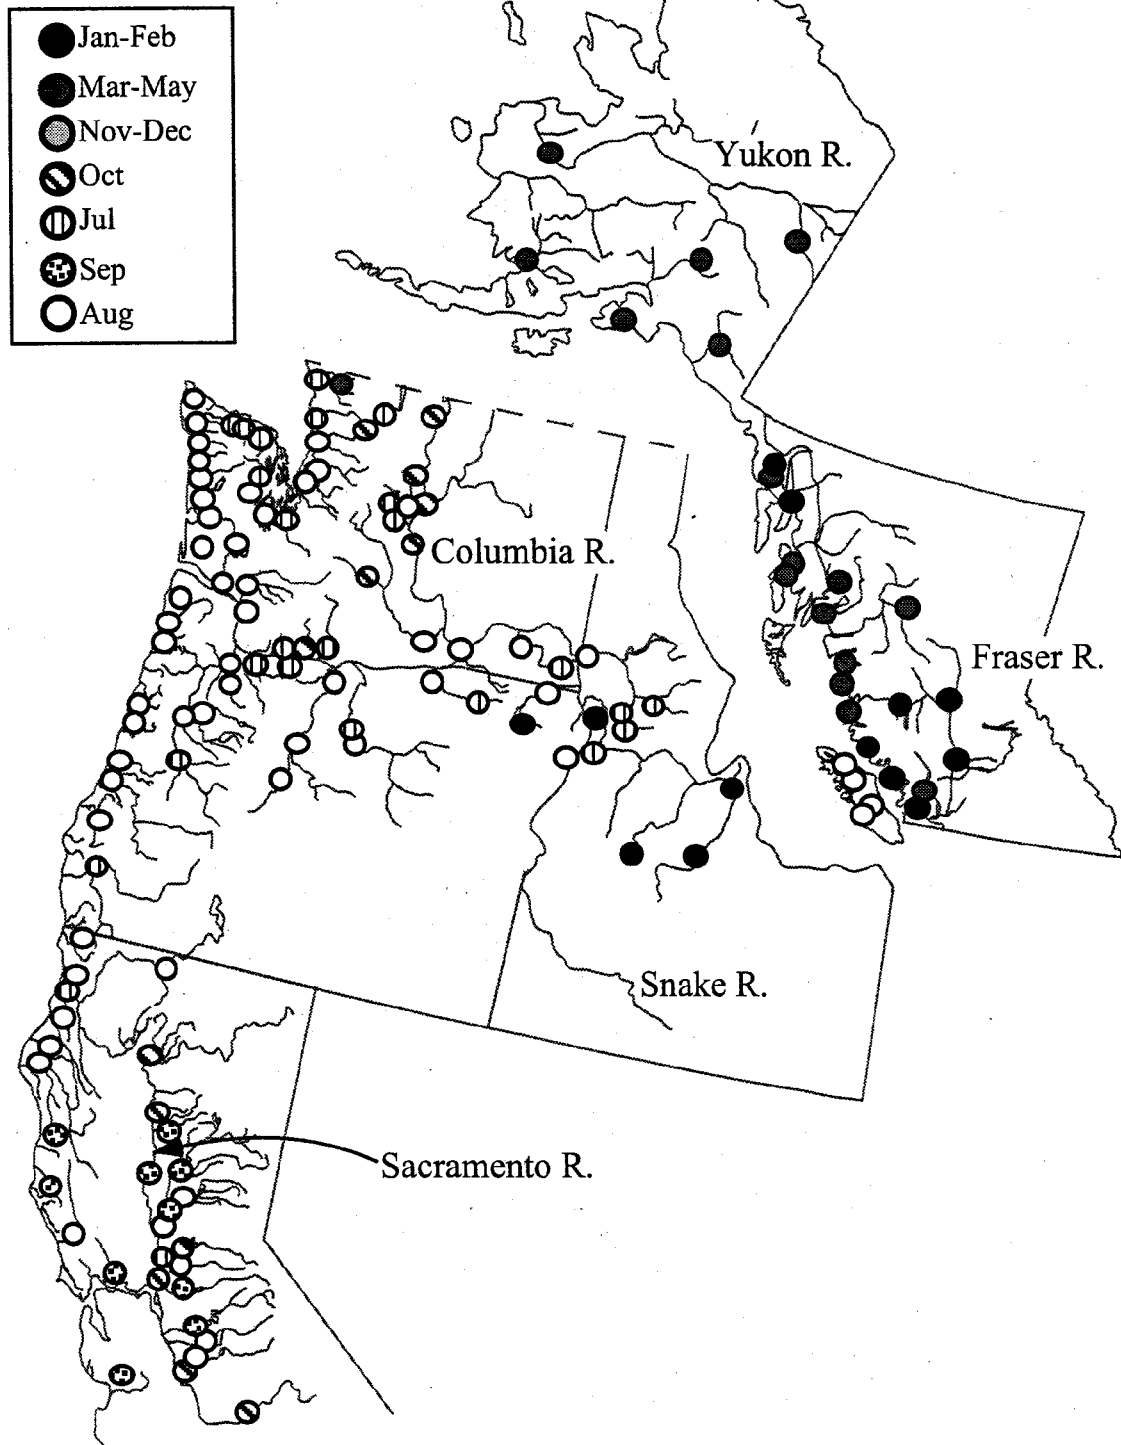 Jan-Feb
Mar-May
Nov-Dec
Oct
Jul
Sep
Aug
Yukon R.
Columbia R.
Fraser R.
Snake R.
Sacramento R.